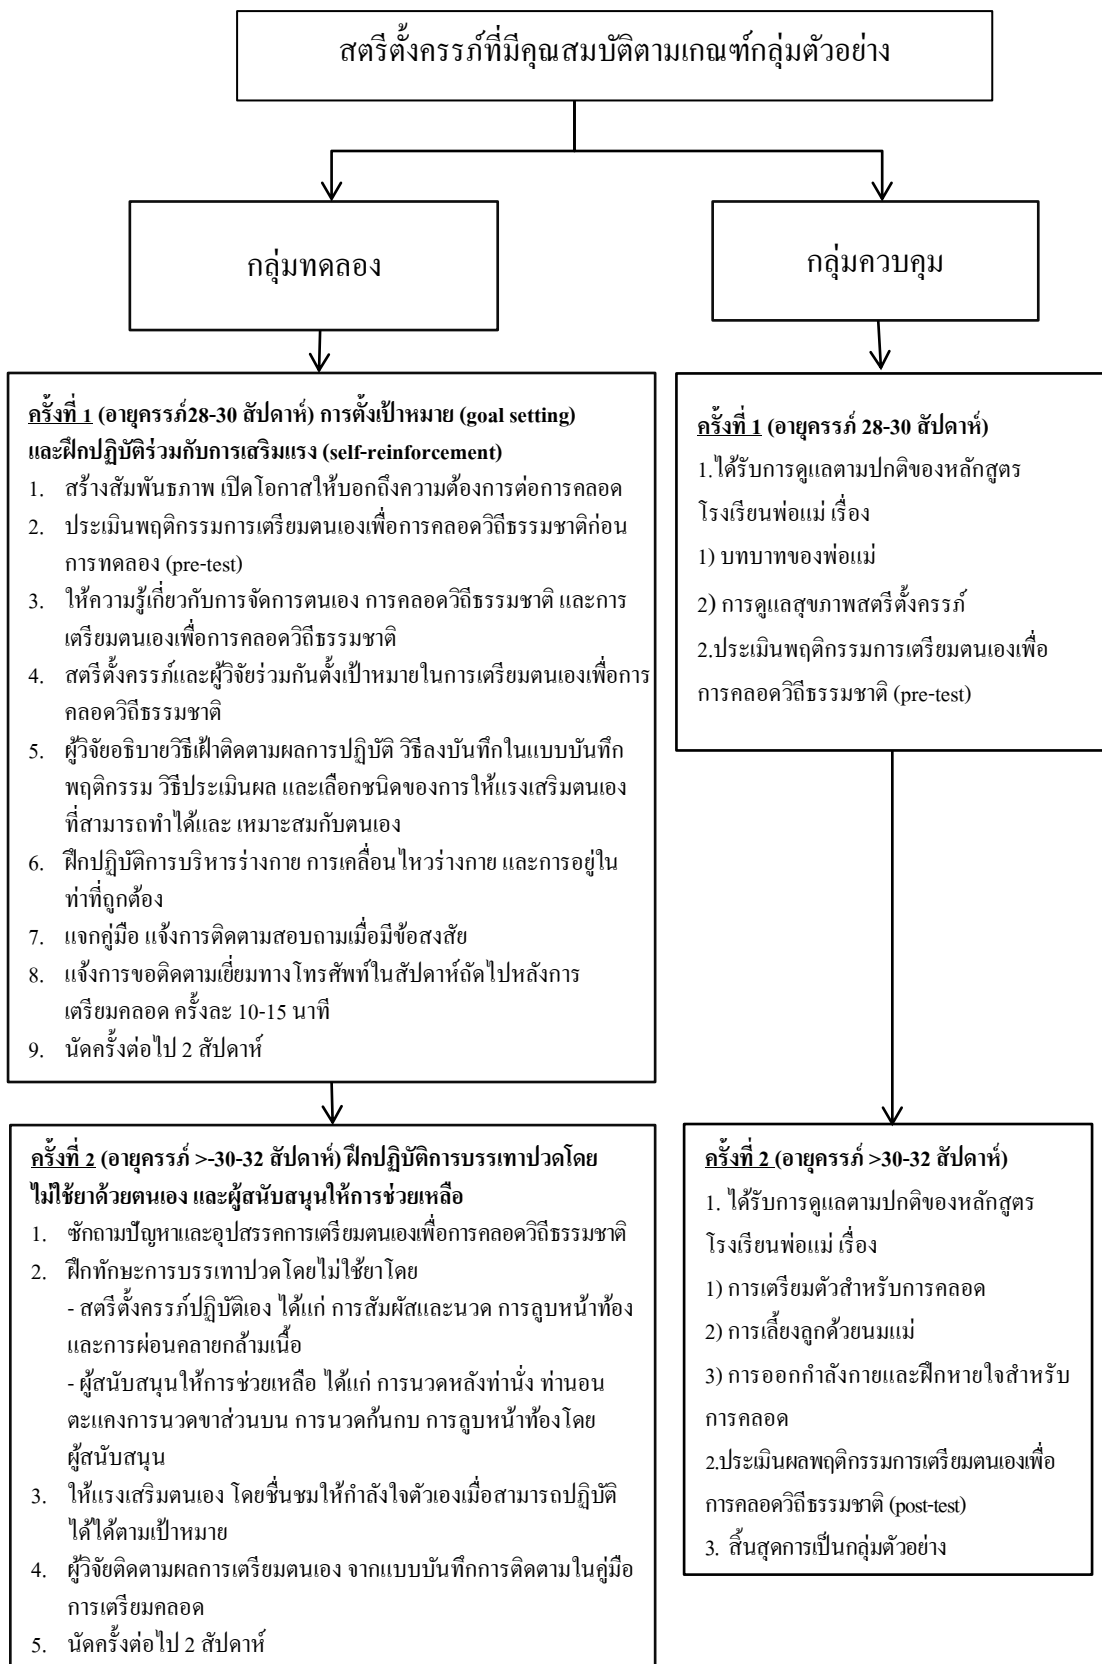 สตรีตั้งครรภ์ที่มีคุณสมบัติตามเกณฑ์กลุ่มตัวอย่าง
กลุ่มทดลอง
กลุ่มควบคุม
ครั้งที่ 1 (อายุครรภ์28-30 สัปดาห์) การตั้งเป้าหมาย (goal setting)
และฝึกปฏิบัติร่วมกับการเสริมแรง (self-reinforcement)
1. สร้างสัมพันธภาพ เปิดโอกาสให้บอกถึงความต้องการต่อการคลอด
2. ประเมินพฤติกรรมการเตรียมตนเองเพื่อการคลอดวิถีธรรมชาติก่อน
การทดลอง (pre-test)
3. ให้ความรู้เกี่ยวกับการจัดการตนเอง การคลอดวิถีธรรมชาติ และการ
เตรียมตนเองเพื่อการคลอดวิถีธรรมชาติ
4. สตรีตั้งครรภ์และผู้วิจัยร่วมกันตั้งเป้าหมายในการเตรียมตนเองเพื่อการ
คลอดวิถีธรรมชาติ
5. ผู้วิจัยอธิบายวิธีเฝ้าติดตามผลการปฏิบัติ วิธีลงบันทึกในแบบบันทึก
พฤติกรรม วิธีประเมินผล และเลือกชนิดของการให้แรงเสริมตนเอง
ที่สามารถทำได้และ เหมาะสมกับตนเอง
6. ฝึกปฏิบัติการบริหารร่างกาย การเคลื่อนไหวร่างกาย และการอยู่ใน
ท่าที่ถูกต้อง
7. แจกคู่มือ แจ้งการติดตามสอบถามเมื่อมีข้อสงสัย
8. แจ้งการขอติดตามเยี่ยมทางโทรศัพท์ในสัปดาห์ถัดไปหลังการ
เตรียมคลอด ครั้งละ 10-15 นาที
9. นัดครั้งต่อไป 2 สัปดาห์
ครั้งที่ 1 (อายุครรภ์ 28-30 สัปดาห์)
1.ได้รับการดูแลตามปกติของหลักสูตร
โรงเรียนพ่อแม่ เรื่อง
1) บทบาทของพ่อแม่
2) การดูแลสุขภาพสตรีตั้งครรภ์
2.ประเมินพฤติกรรมการเตรียมตนเองเพื่อ
การคลอดวิถีธรรมชาติ (pre-test)
ครั้งที่ 2 (อายุครรภ์ >-30-32 สัปดาห์) ฝึกปฏิบัติการบรรเทาปวดโดย
ไม่ใช้ยาด้วยตนเอง และผู้สนับสนุนให้การช่วยเหลือ
1. ซักถามปัญหาและอุปสรรคการเตรียมตนเองเพื่อการคลอดวิถีธรรมชาติ
2. ฝึกทักษะการบรรเทาปวดโดยไม่ใช้ยาโดย
- สตรีตั้งครรภ์ปฏิบัติเอง ได้แก่ การสัมผัสและนวด การลูบหน้าท้อง
และการผ่อนคลายกล้ามเนื้อ
- ผู้สนับสนุนให้การช่วยเหลือ ได้แก่ การนวดหลังท่านั่ง ท่านอน
ตะแคงการนวดขาส่วนบน การนวดก้นกบ การลูบหน้าท้องโดย
ผู้สนับสนุน
3. ให้แรงเสริมตนเอง โดยชื่นชมให้กำลังใจตัวเองเมื่อสามารถปฏิบัติ
ได้ได้ตามเป้าหมาย
4. ผู้วิจัยติดตามผลการเตรียมตนเอง จากแบบบันทึกการติดตามในคู่มือ
การเตรียมคลอด
5. นัดครั้งต่อไป 2 สัปดาห์
ครั้งที่ 2 (อายุครรภ์ >30-32 สัปดาห์)
1. ได้รับการดูแลตามปกติของหลักสูตร
โรงเรียนพ่อแม่ เรื่อง
1) การเตรียมตัวสำหรับการคลอด
2) การเลี้ยงลูกด้วยนมแม่
3) การออกกำลังกายและฝึกหายใจสำหรับ
การคลอด
2.ประเมินผลพฤติกรรมการเตรียมตนเองเพื่อ
การคลอดวิถีธรรมชาติ (post-test)
3. สิ้นสุดการเป็นกลุ่มตัวอย่าง